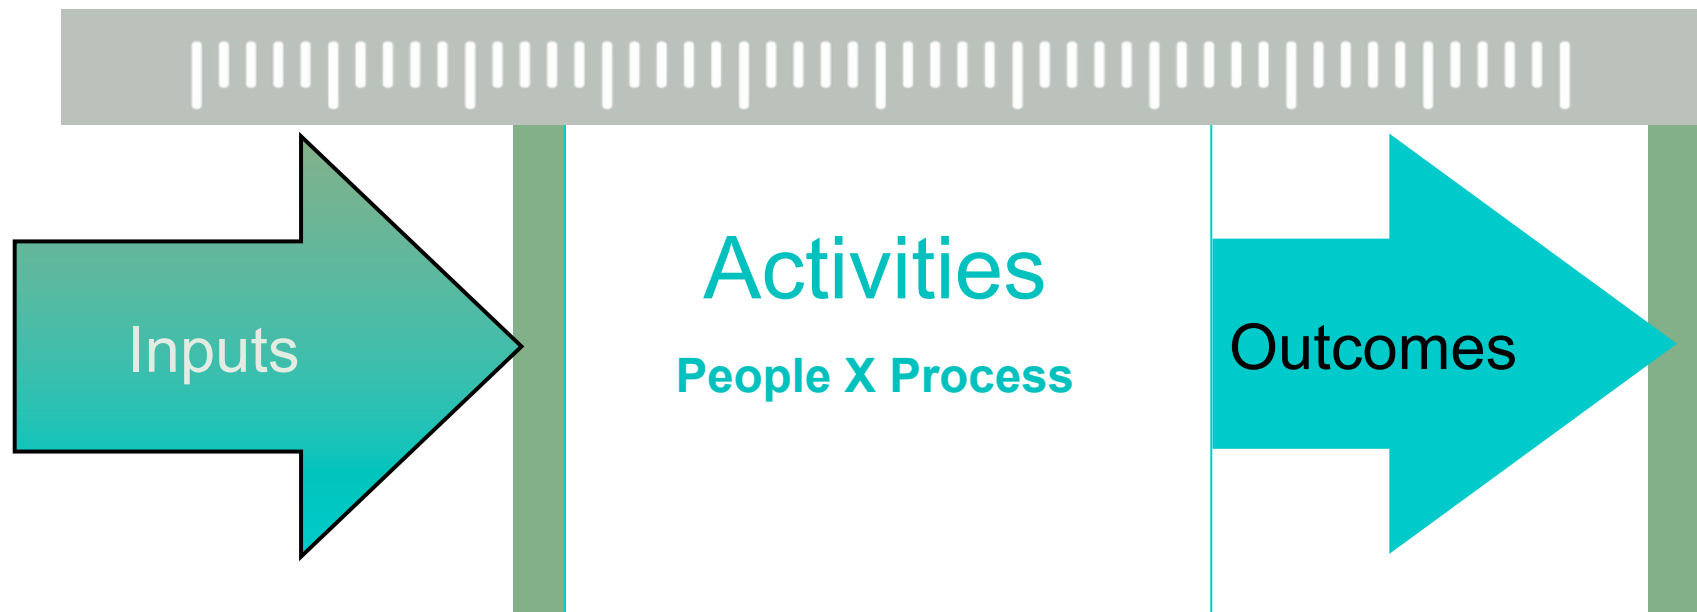 Inputs
Activities
People X Process
Outcomes